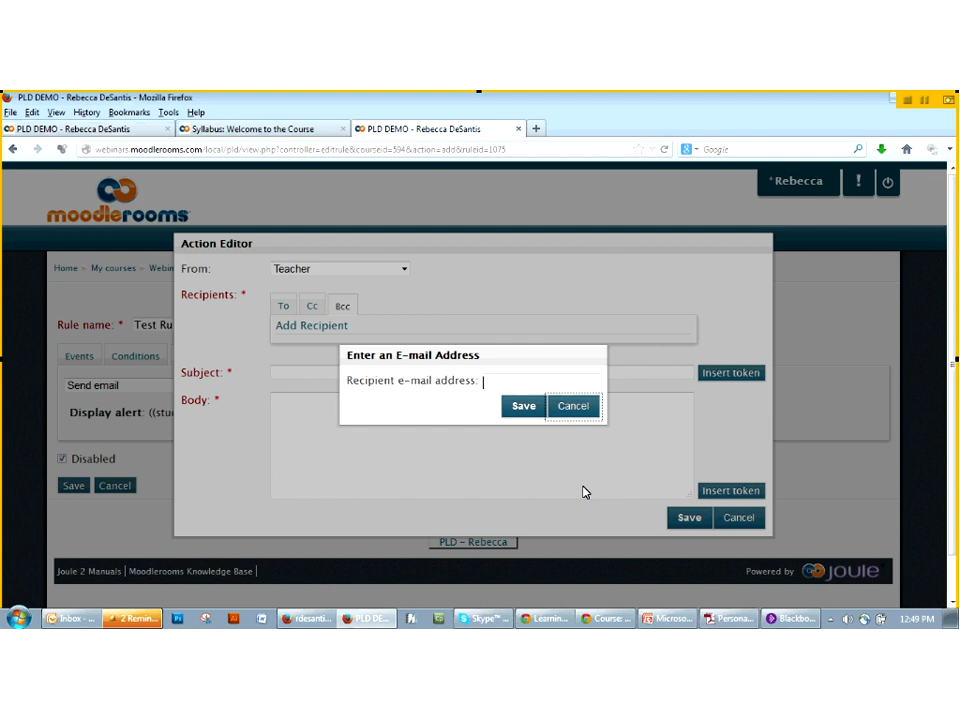 PLD DEMO - Rebecca DeSantis - Mozilla Firefox
File Edit View History Bookmarks Tools Help
PLD DEMO - Rebecca DeSantis × Syllabus: Welcome to the Course × PLD DEMO - Rebecca DeSantis × +
webinars.moodlerooms.com/local/pld/view.php?controller=editrule&courseid=594&action=add&ruleid=1075
Google
moodlerooms
Rebecca !
Action Editor
Home ► My courses ► Webin
From: Teacher
Recipients: *
To Cc Bcc
Add Recipient
Rule name: * Test Ru
Events Conditions
Enter an E-mail Address
Recipient e-mail address:
Save Cancel
Subject: * Insert token
Send email
Body: *
Display alert: ((stu
Disabled
Save Cancel
Insert token
Save Cancel
PLD - Rebecca
Joule 2 Manuals | Moodlerooms Knowledge Base |
Powered by joule
Inbox - ... 2 Remin... rdesanti... PLD DE... Skype™ ... Learnin... Course: ... Microso... Persona... Blackbo... 12:49 PM